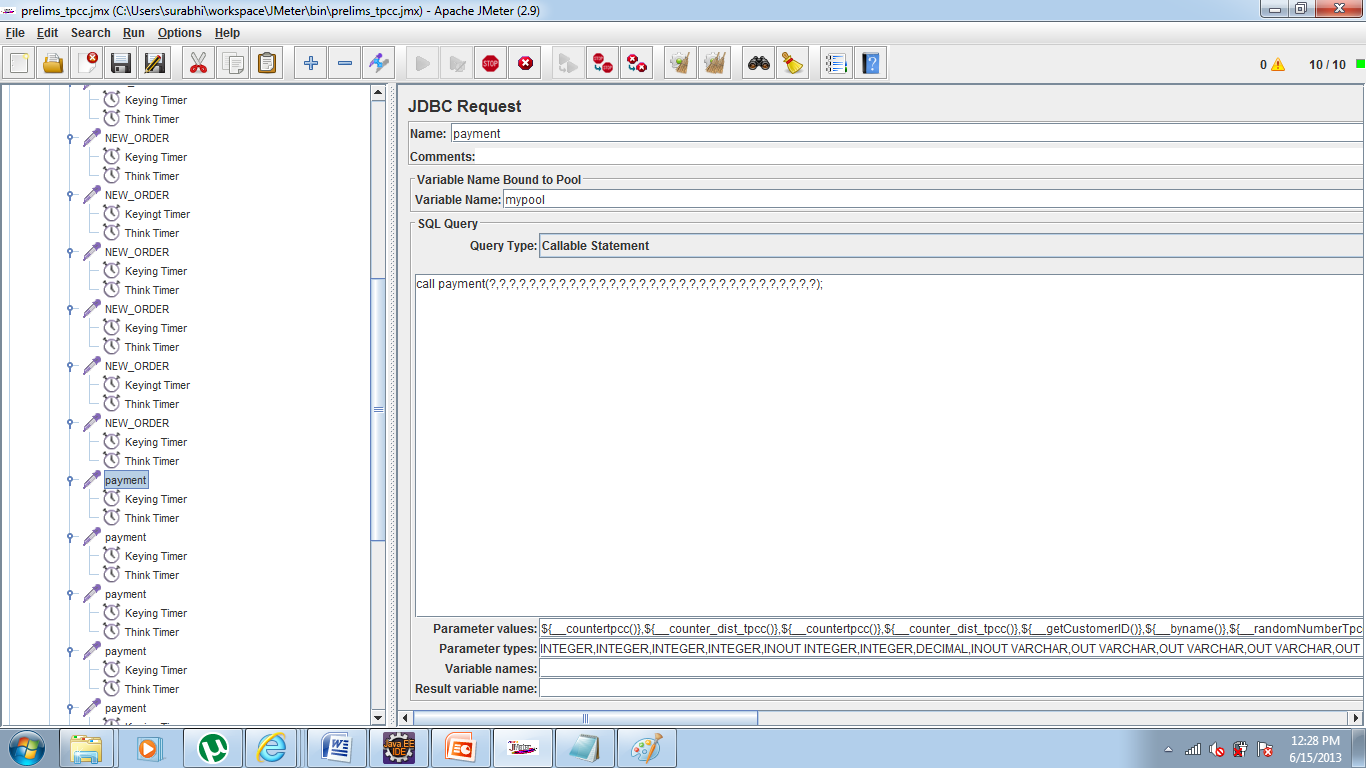 prelims_tpcc.jmx (C:\Users\surabhi\workspace\JMeter\bin\prelims_tpcc.jmx) - Apache JMeter (2.9)
File Edit Search Run Options Help
0 10 / 10
Keying Timer
Think Timer
NEW_ORDER
Keying Timer
Think Timer
NEW_ORDER
Keyingt Timer
Think Timer
NEW_ORDER
Keying Timer
Think Timer
NEW_ORDER
Keying Timer
Think Timer
NEW_ORDER
Keyingt Timer
Think Timer
NEW_ORDER
Keying Timer
Think Timer
payment
Keying Timer
Think Timer
payment
Keying Timer
Think Timer
payment
Keying Timer
Think Timer
payment
Keying Timer
Think Timer
payment
JDBC Request
Name: payment
Comments:
Variable Name Bound to Pool
Variable Name: mypool
SQL Query
Query Type: Callable Statement
call payment(?,?,?,?,?,?,?,?,?,?,?,?,?,?,?,?,?,?,?,?,?,?,?,?,?,?,?,?,?,?,?,?,?);
Parameter values: ${__countertpcc()},${__counter_dist_tpcc()},${__countertpcc()},${__counter_dist_tpcc()},${__getCustomerID()},${__byname()},${__randomNumberTpc
Parameter types: INTEGER,INTEGER,INTEGER,INTEGER,INOUT INTEGER,INTEGER,DECIMAL,INOUT VARCHAR,OUT VARCHAR,OUT VARCHAR,OUT VARCHAR,OUT
Variable names:
Result variable name:
12:28 PM
6/15/2013